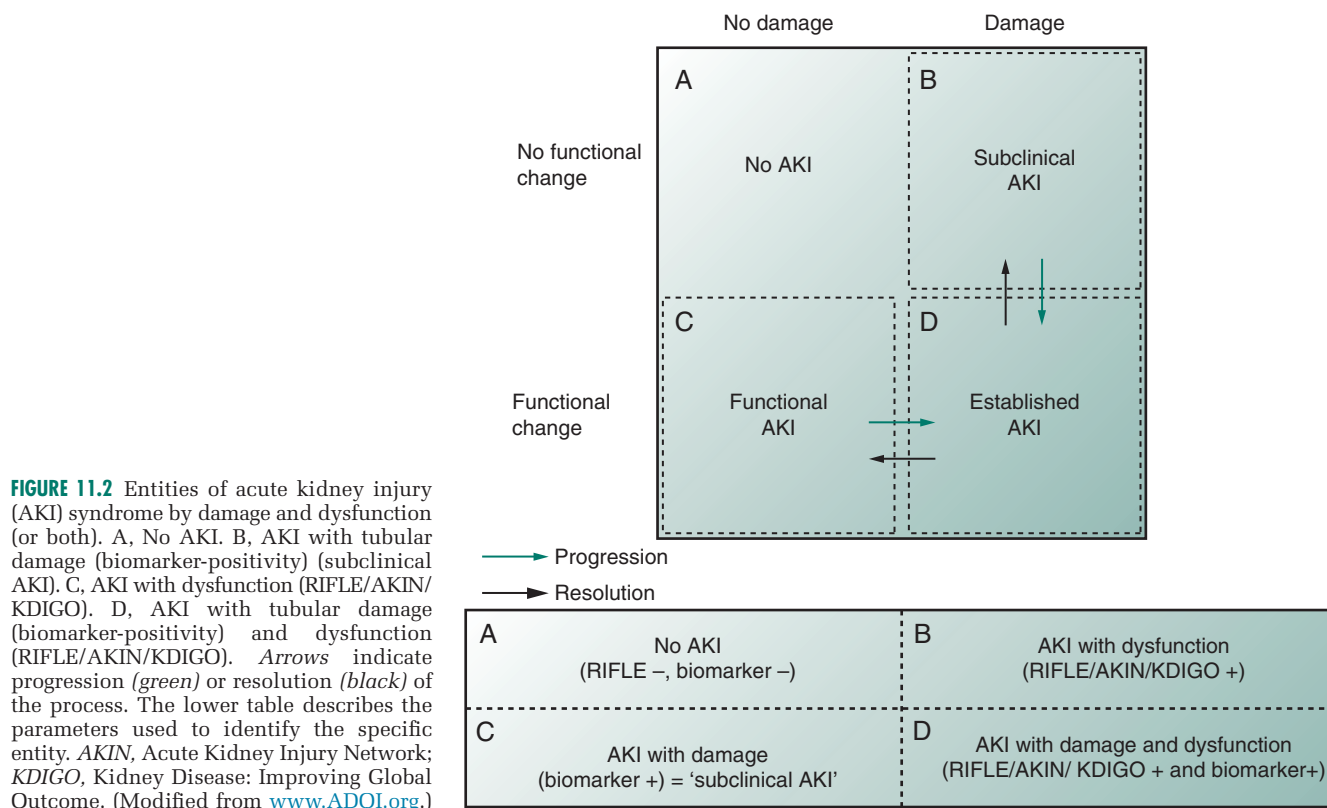 No damage
Damage
A
B
No functional
change
No AKI
Subclinical
AKI
C
D
Functional
change
Functional
AKI
Established
AKI
Progression
Resolution
FIGURE 11.2 Entities of acute kidney injury
(AKI) syndrome by damage and dysfunction
(or both). A, No AKI. B, AKI with tubular
damage (biomarker-positivity) (subclinical
AKI). C, AKI with dysfunction (RIFLE/AKIN/
KDIGO). D, AKI with tubular damage
(biomarker-positivity) and dysfunction
(RIFLE/AKIN/KDIGO). Arrows indicate
progression (green) or resolution (black) of
the process. The lower table describes the
parameters used to identify the specific
entity. AKIN, Acute Kidney Injury Network;
KDIGO, Kidney Disease: Improving Global
Outcome. (Modified from www.ADQI.org.)
A
No AKI
(RIFLE –, biomarker –)
B
AKI with dysfunction
(RIFLE/AKIN/KDIGO +)
C
AKI with damage
(biomarker +) = ‘subclinical AKI’
D
AKI with damage and dysfunction
(RIFLE/AKIN/ KDIGO + and biomarker+)